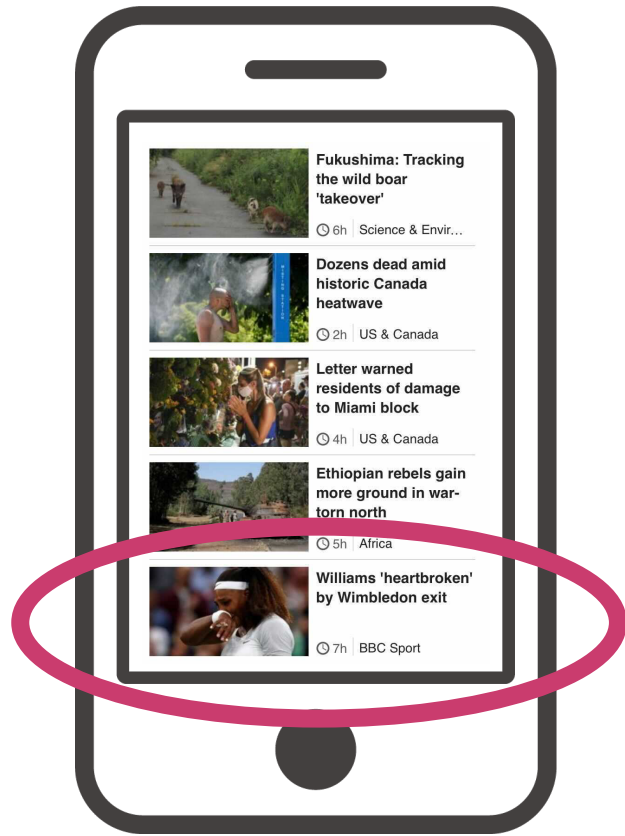 Fukushima: Tracking
the wild boar
'takeover'
6h Science & Envir...
Dozens dead amid
historic Canada
heatwave
2h US & Canada
Letter warned
residents of damage
to Miami block
4h US & Canada
Ethiopian rebels gain
more ground in war-
torn north
5h Africa
Williams 'heartbroken'
by Wimbledon exit
7h BBC Sport